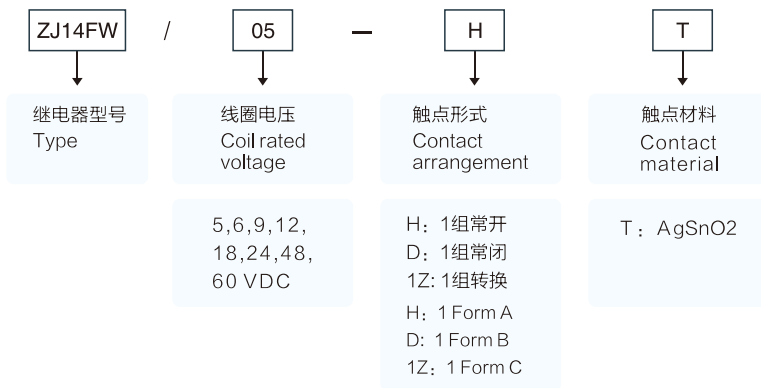 ZJ14FW / 05 — H T
继电器型号
Type
线圈电压
Coil rated
voltage
触点形式
Contact
arrangement
触点材料
Contact
material
5,6,9,12,
18,24,48,
60 VDC
H：1组常开
D：1组常闭
1Z: 1组转换
H：1 Form A
D: 1 Form B
1Z：1 Form C
T：AgSnO2